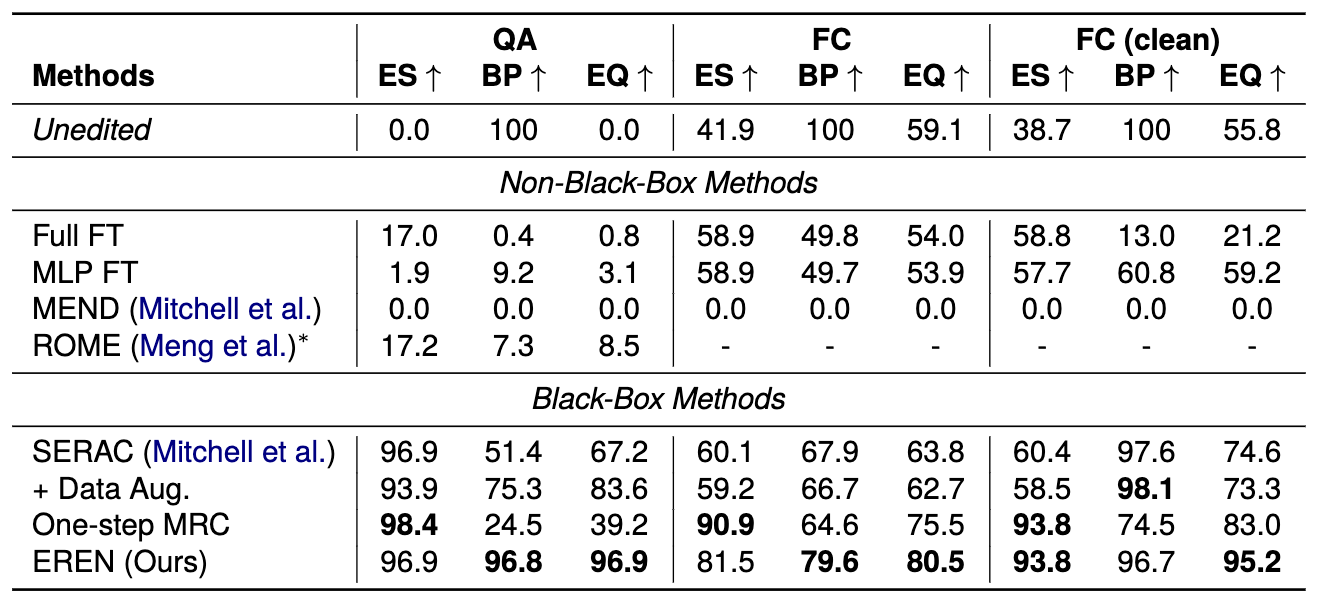 QA FC FC (clean)
Methods ES ↑ BP ↑ EQ ↑ ES ↑ BP ↑ EQ ↑ ES ↑ BP ↑ EQ ↑
Unedited 0.0 100 0.0 41.9 100 59.1 38.7 100 55.8
Non-Black-Box Methods
Full FT 17.0 0.4 0.8 58.9 49.8 54.0 58.8 13.0 21.2
MLP FT 1.9 9.2 3.1 58.9 49.7 53.9 57.7 60.8 59.2
MEND (Mitchell et al.) 0.0 0.0 0.0 0.0 0.0 0.0 0.0 0.0 0.0
ROME (Meng et al.)* 17.2 7.3 8.5 - - - - - -
Black-Box Methods
SERAC (Mitchell et al.) 96.9 51.4 67.2 60.1 67.9 63.8 60.4 97.6 74.6
+ Data Aug. 93.9 75.3 83.6 59.2 66.7 62.7 58.5 98.1 73.3
One-step MRC 98.4 24.5 39.2 90.9 64.6 75.5 93.8 74.5 83.0
EREN (Ours) 96.9 96.8 96.9 81.5 79.6 80.5 93.8 96.7 95.2